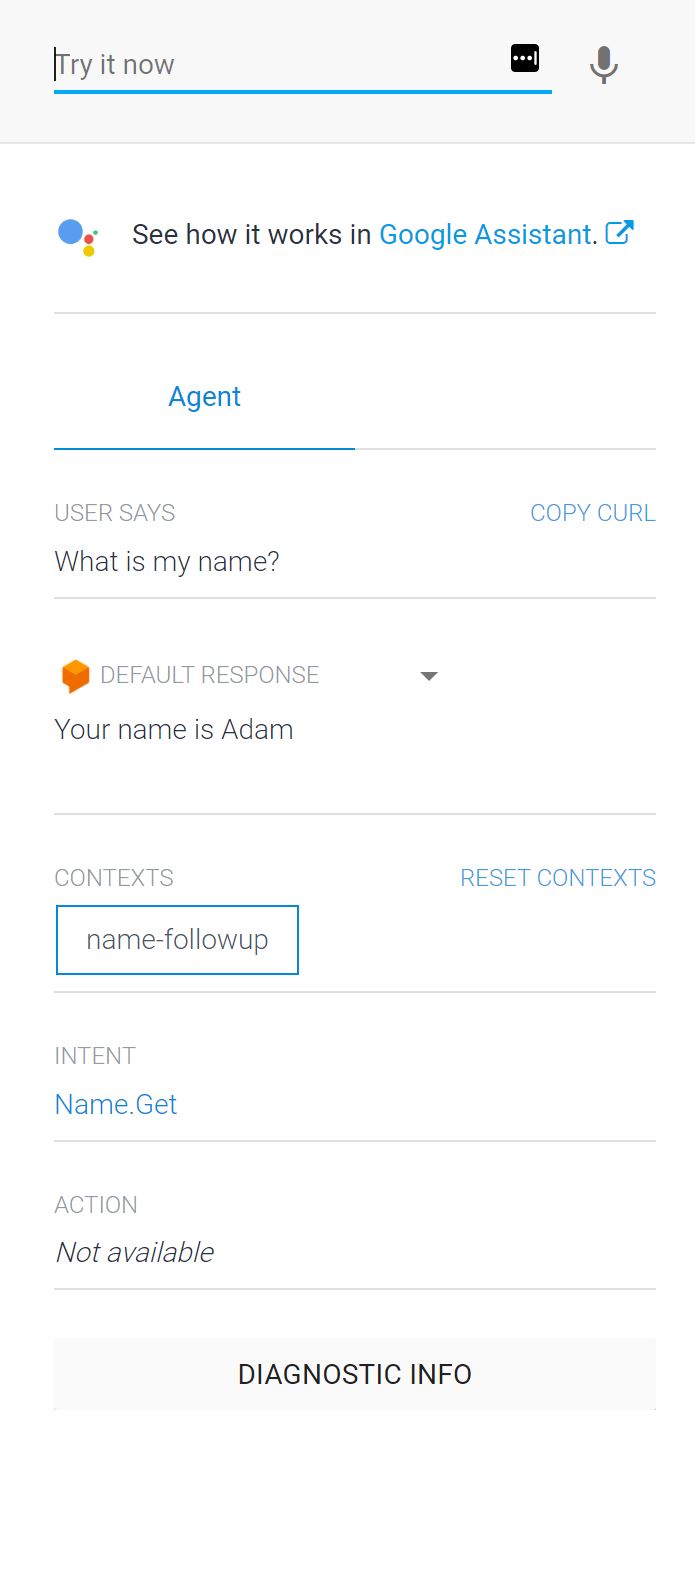 Try it now
See how it works in Google Assistant.
Agent
USER SAYS COPY CURL
What is my name?
DEFAULT RESPONSE
Your name is Adam
CONTEXTS RESET CONTEXTS
name-followup
INTENT
Name.Get
ACTION
Not available
DIAGNOSTIC INFO